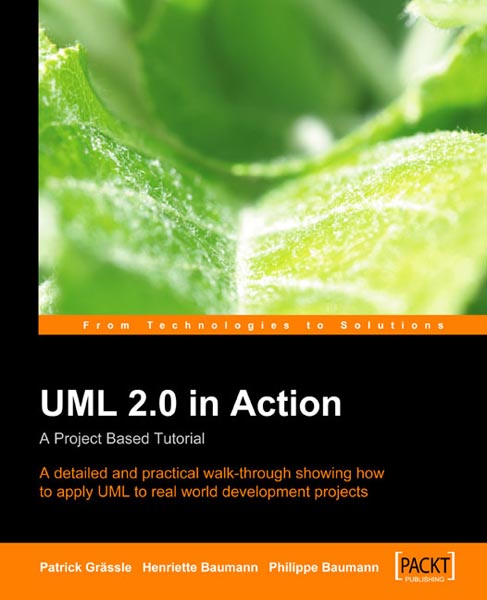 From Technologies to Solutions
UML 2.0 in Action
A Project Based Tutorial
A detailed and practical walk-through showing how
to apply UML to real world development projects
Patrick Grässle Henriette Baumann Philippe Baumann
[PACKT]
PUBLISHING